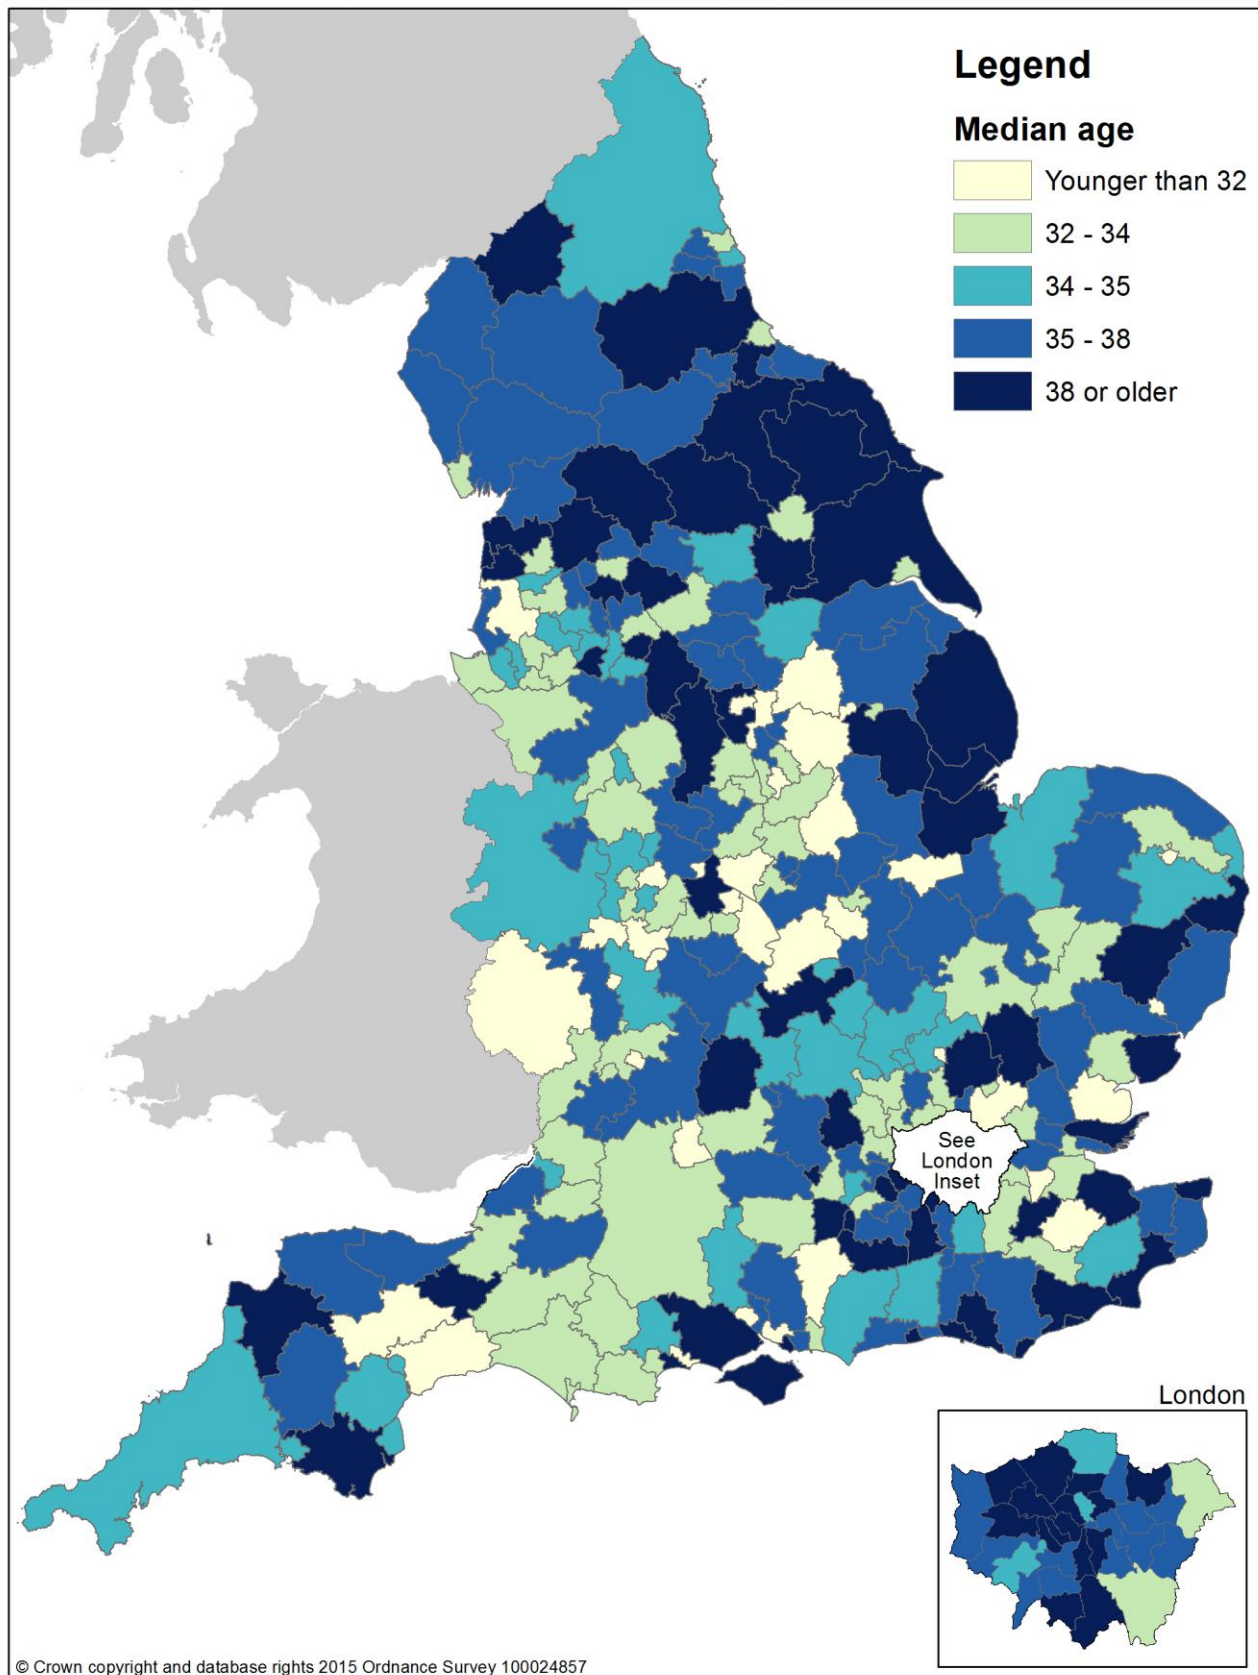 Legend
Median age
Younger than 32
32 - 34
34 - 35
35 - 38
38 or older
See
London
Inset
London
© Crown copyright and database rights 2015 Ordnance Survey 100024857